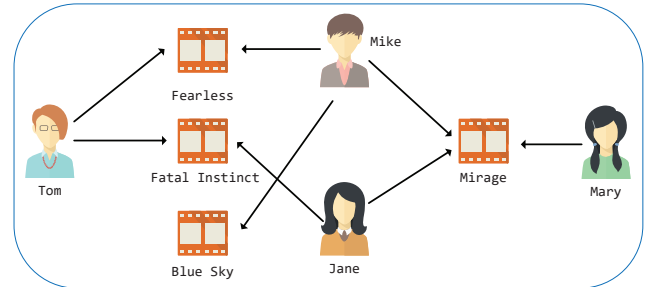 Mike
Fearless
Tom
Fatal Instinct
Mirage
Mary
Blue Sky
Jane